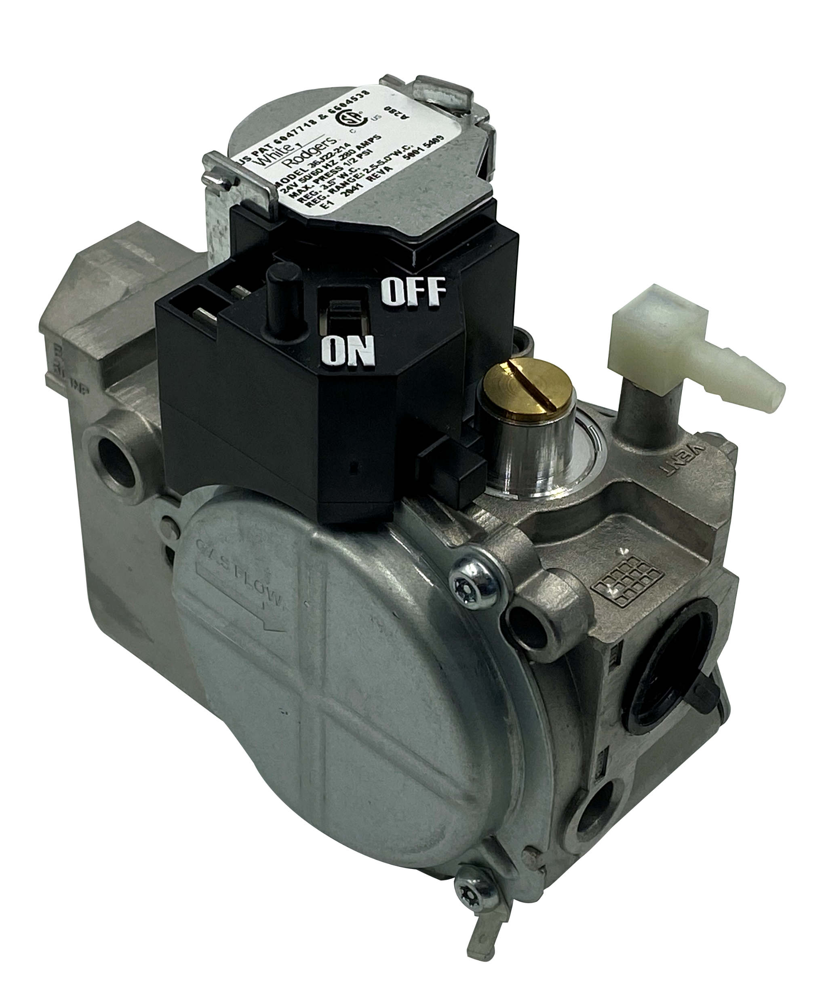 US PAT 6047718 & 6604538
White
Rodgers
MODEL 36J22-214
24V 50/60 HZ .280 AMPS
MAX. PRESS 1/2 PSI
REG. 3.5" W.C.
REG. RANGE: 2.5-5.0"W.C.
E1 2041 REVA 5001 5409
C US
A280
OFF
ON
VENT
GAS FLOW